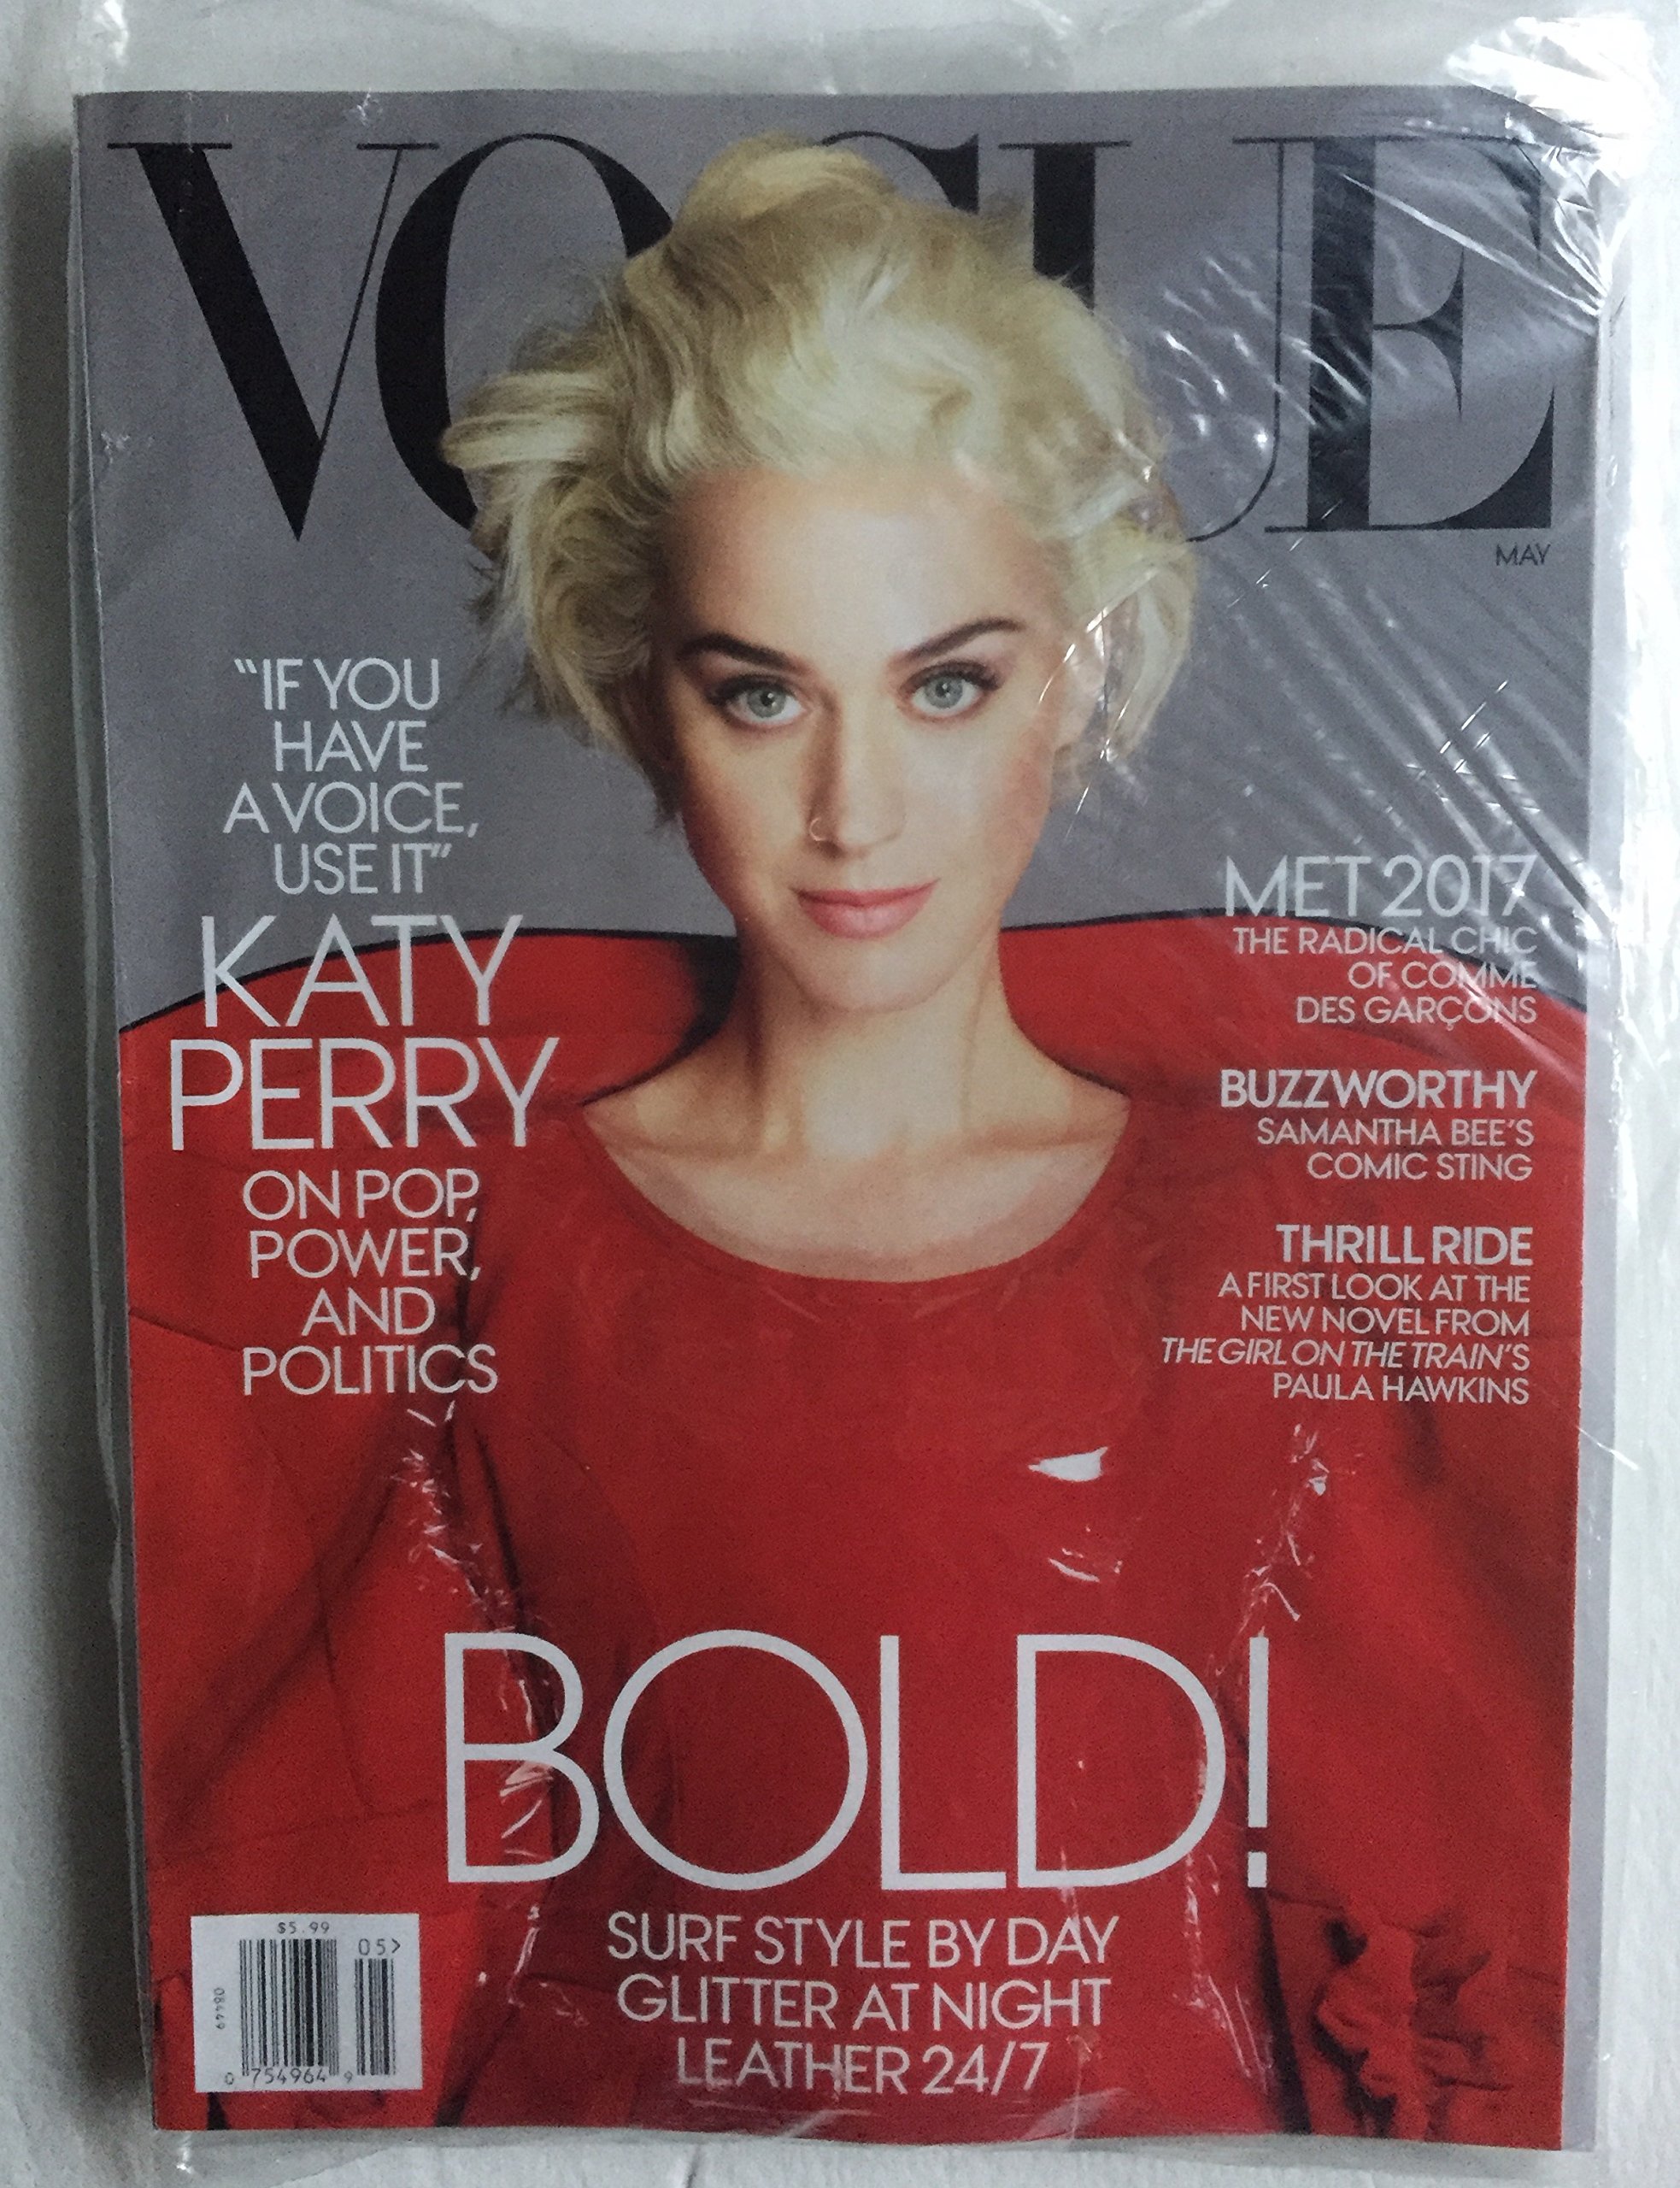 VOGUE
MAY
"IF YOU
HAVE
A VOICE,
USE IT"
KATY
PERRY
ON POP,
POWER,
AND
POLITICS
MET 2017
THE RADICAL CHIC
OF COMME
DES GARÇONS
BUZZWORTHY
SAMANTHA BEE'S
COMIC STING
THRILL RIDE
A FIRST LOOK AT THE
NEW NOVEL FROM
THE GIRL ON THE TRAIN'S
PAULA HAWKINS
BOLD!
SURF STYLE BY DAY
GLITTER AT NIGHT
LEATHER 24/7
$5.99
05>
08449
0 754964 9